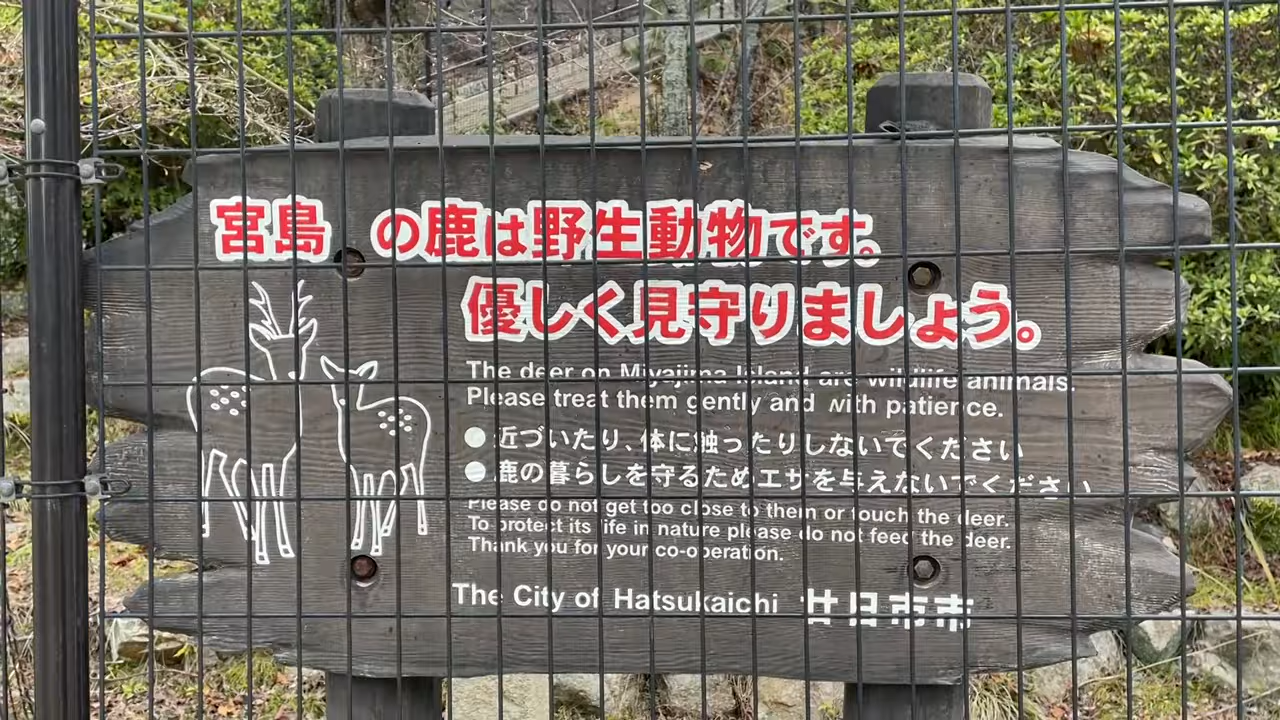 宮島 の鹿は野生動物です。
優しく見守りましょう。
The deer on Miyajima Island are wildlife animals.
Please treat them gently and with patience.
●近づいたり、体に触ったりしないでください
●鹿の暮らしを守るためエサを与えないでください
Please do not get too close to them or touch the deer.
To protect its life in nature please do not feed the deer.
Thank you for your co-operation.
The City of Hatsukaichi 廿日市市